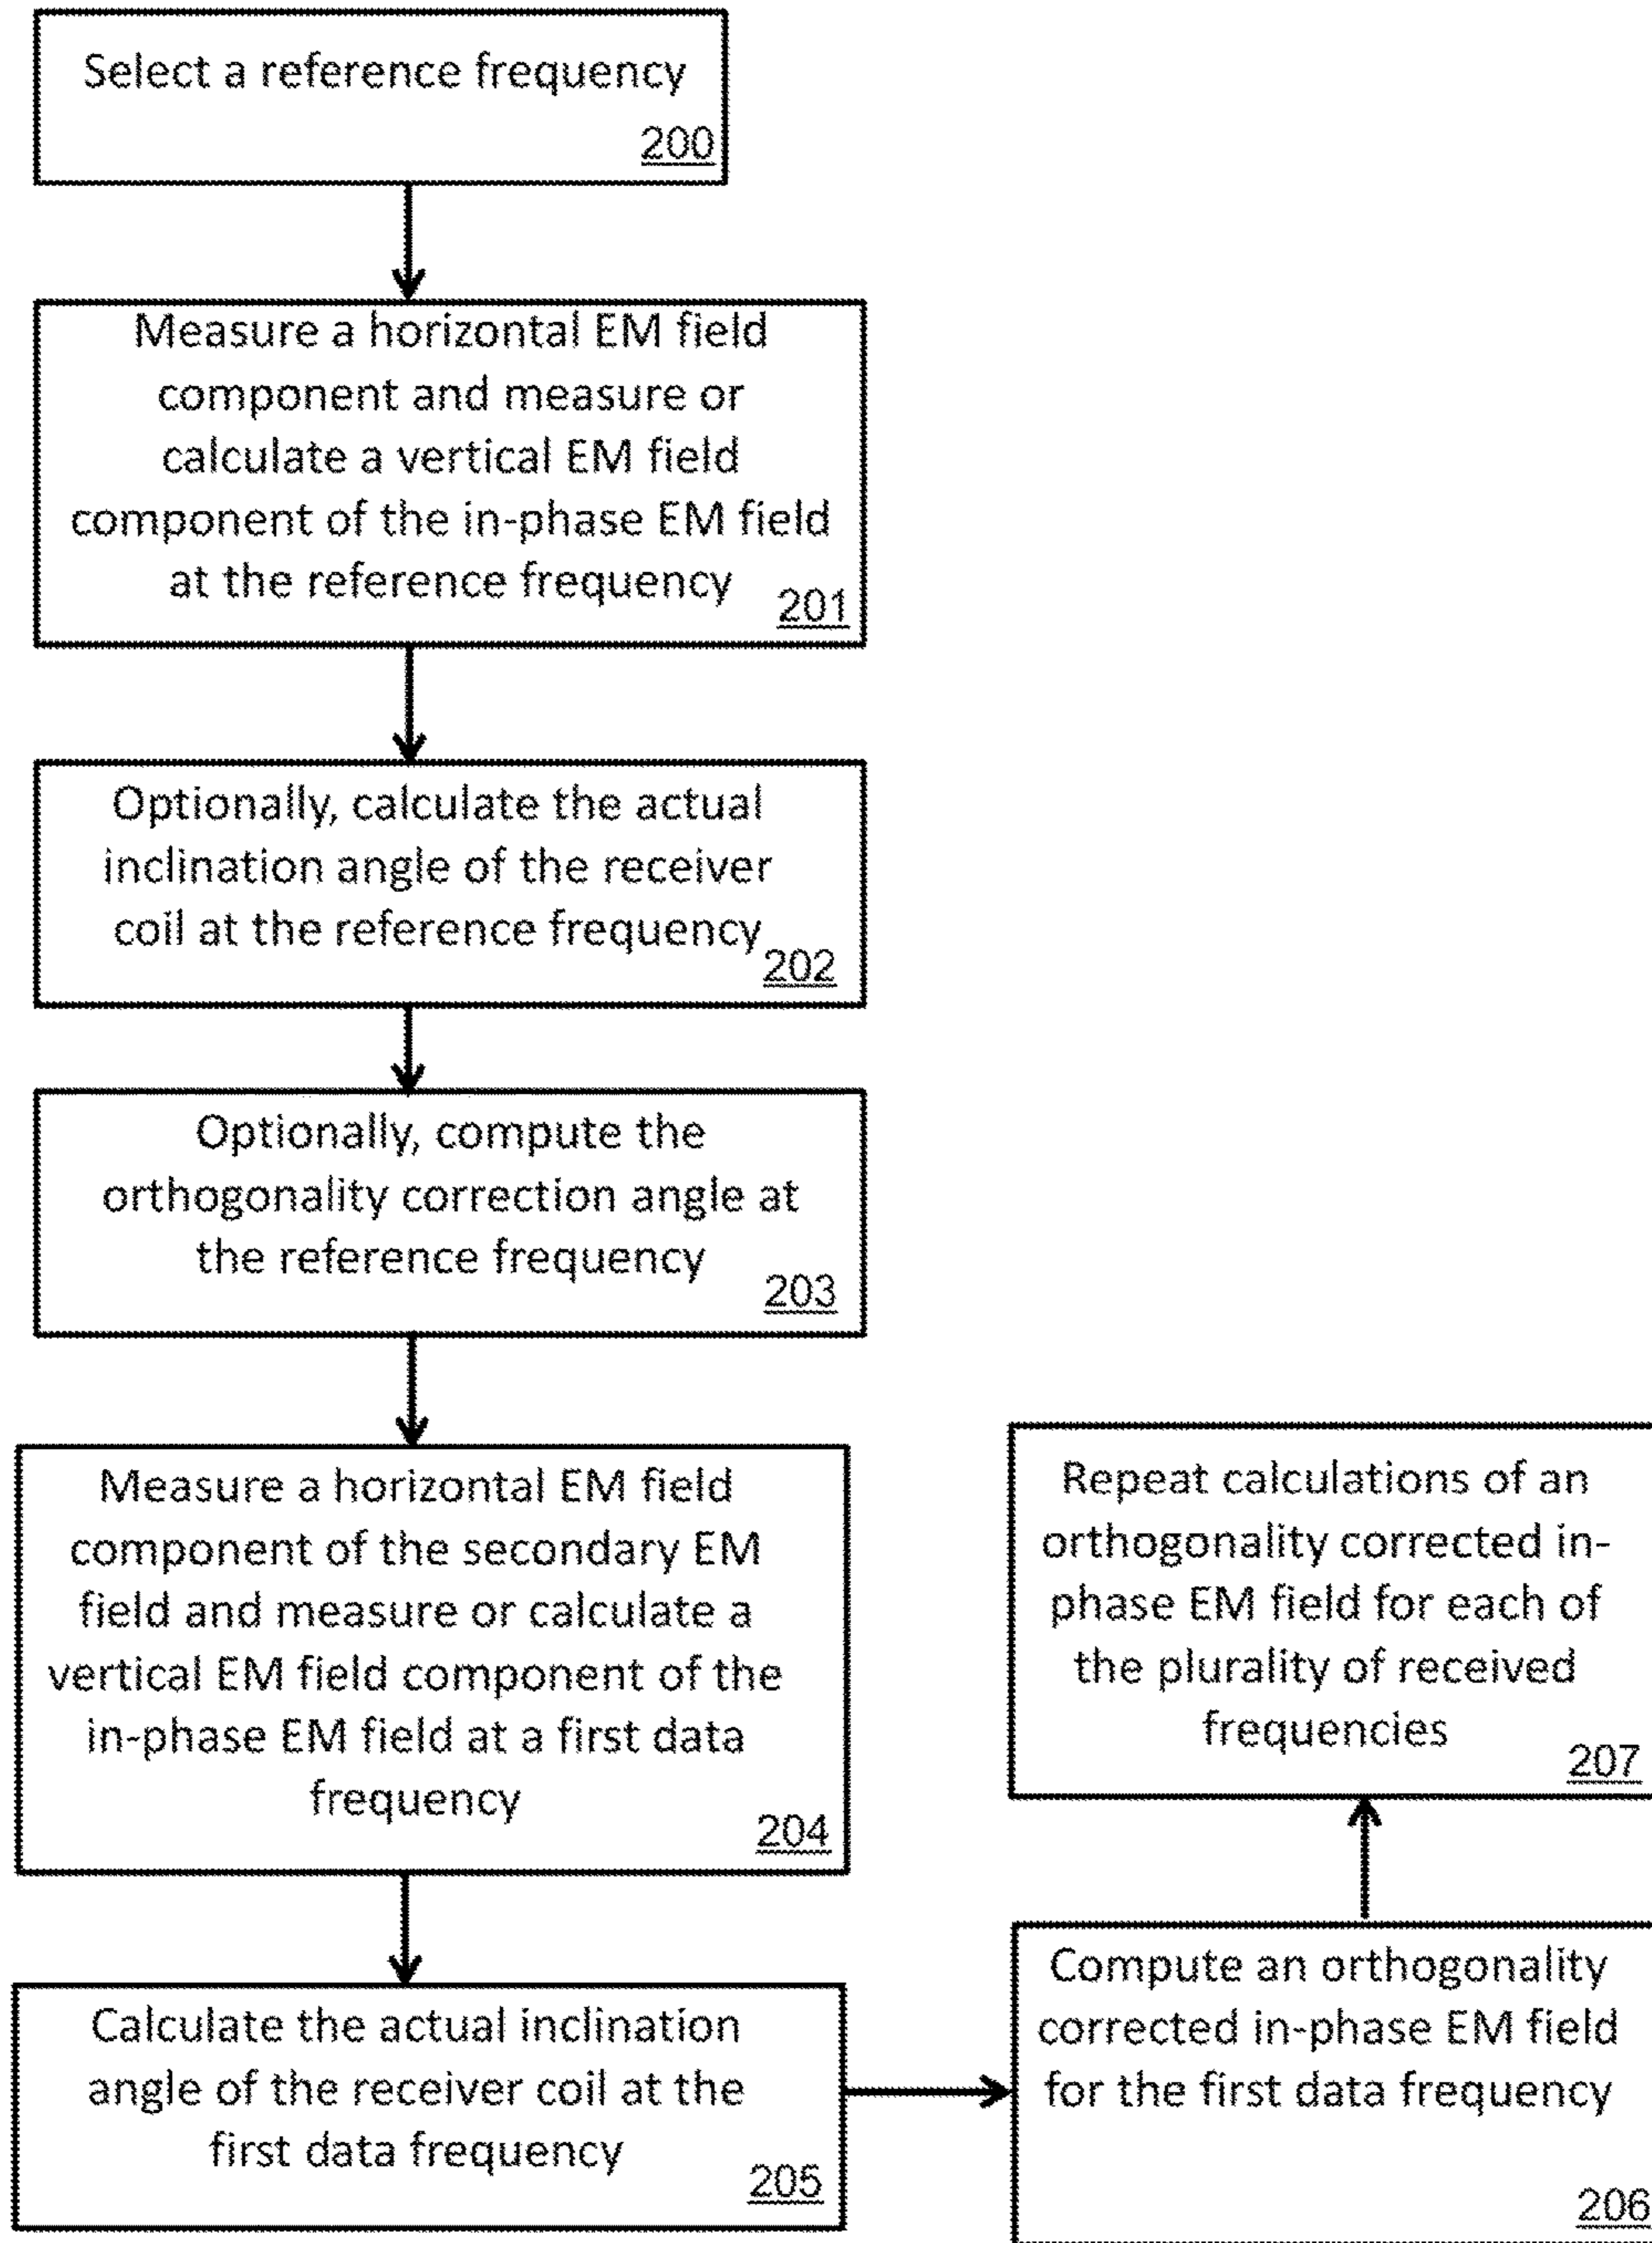 Select a reference frequency
200
Measure a horizontal EM field
component and measure or
calculate a vertical EM field
component of the in-phase EM field
at the reference frequency
201
Optionally, calculate the actual
inclination angle of the receiver
coil at the reference frequency
202
Optionally, compute the
orthogonality correction angle at
the reference frequency
203
Measure a horizontal EM field
component of the secondary EM
field and measure or calculate a
vertical EM field component of the
in-phase EM field at a first data
frequency
204
Calculate the actual inclination
angle of the receiver coil at the
first data frequency
205
Compute an orthogonality
corrected in-phase EM field
for the first data frequency
206
Repeat calculations of an
orthogonality corrected in-
phase EM field for each of
the plurality of received
frequencies
207